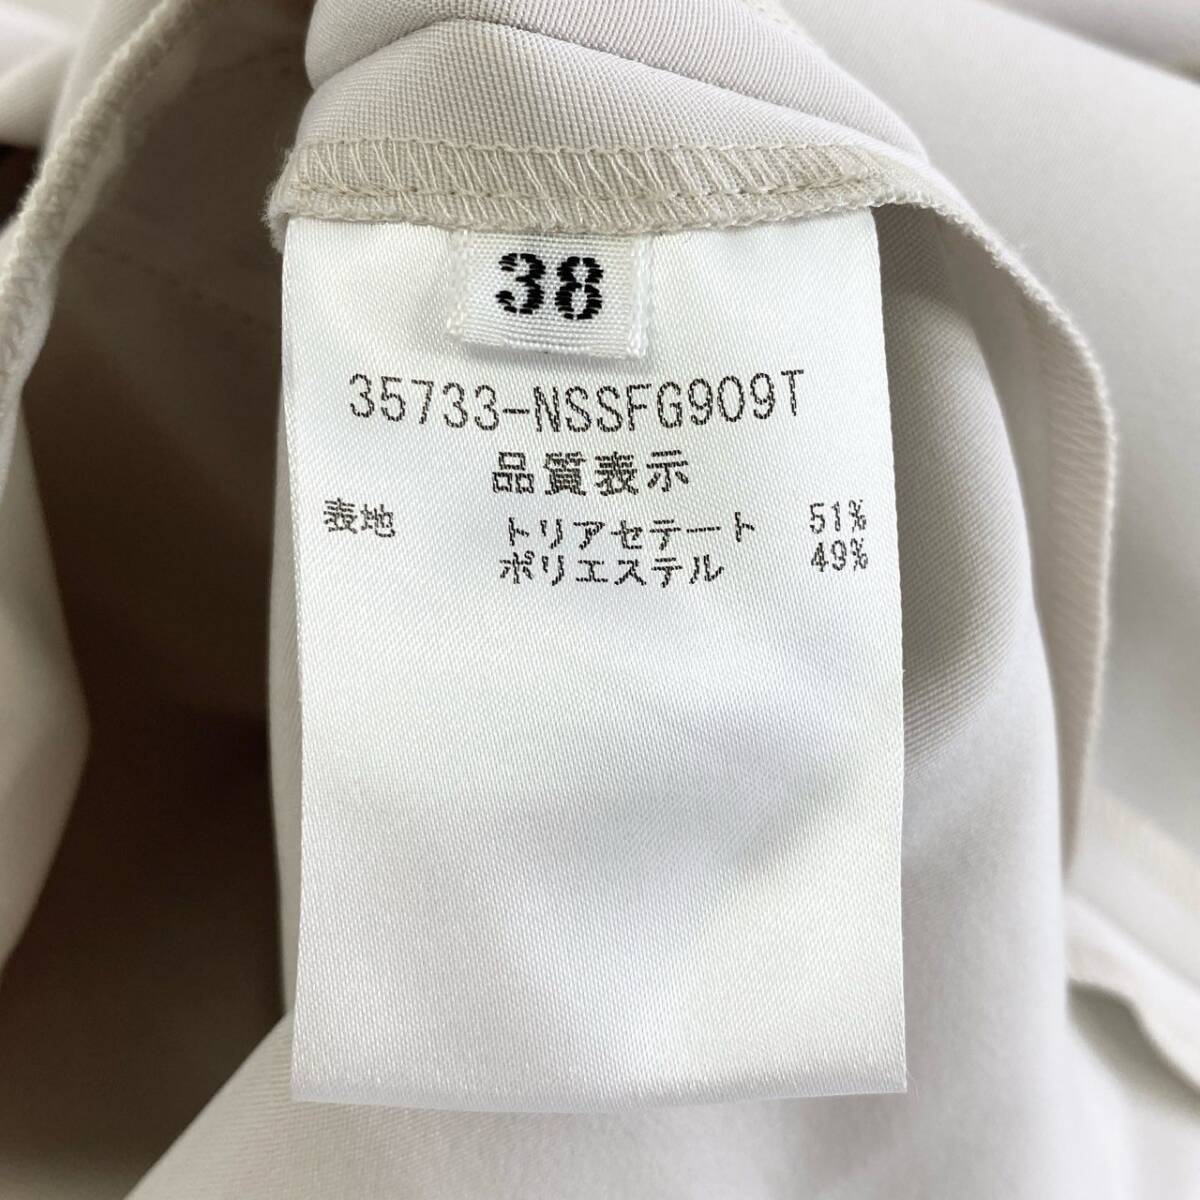 38
35733-NSSFG909T
品質表示
表地 トリアセテート 51%
ポリエステル 49%